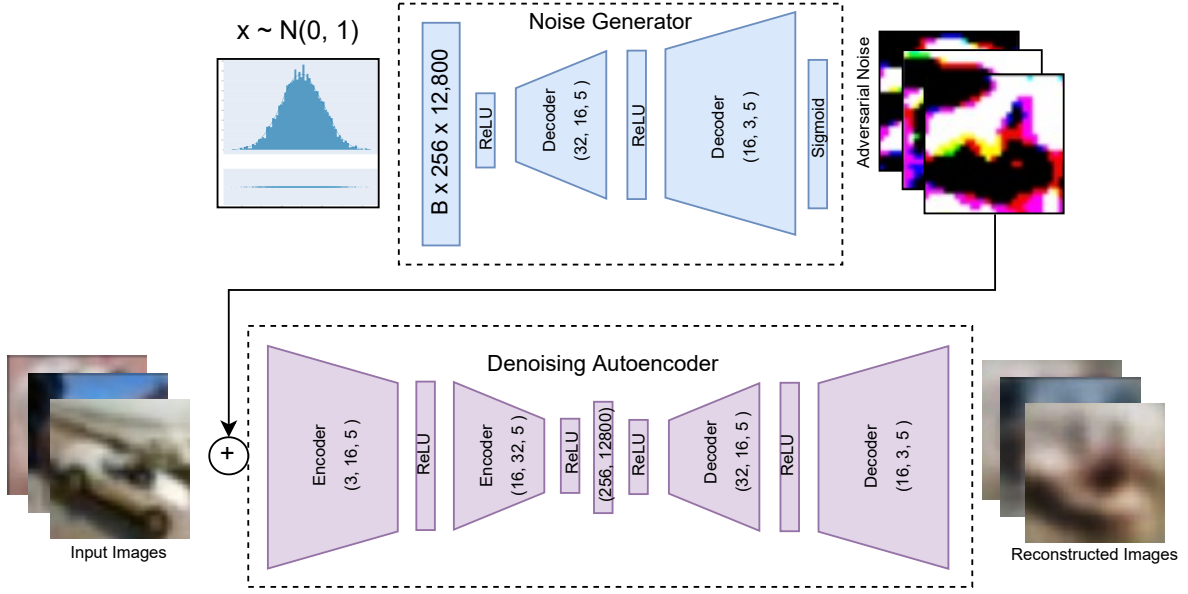 x ~ N(0, 1)
Noise Generator
B x 256 x 12,800
ReLU
Decoder
(32, 16, 5 )
ReLU
Decoder
(16, 3, 5 )
Sigmoid
Adversarial Noise
+
Denoising Autoencoder
Encoder
(3, 16, 5 )
ReLU
Encoder
(16, 32, 5 )
ReLU
(256, 12800)
ReLU
Decoder
(32, 16, 5 )
ReLU
Decoder
(16, 3, 5 )
Input Images
Reconstructed Images